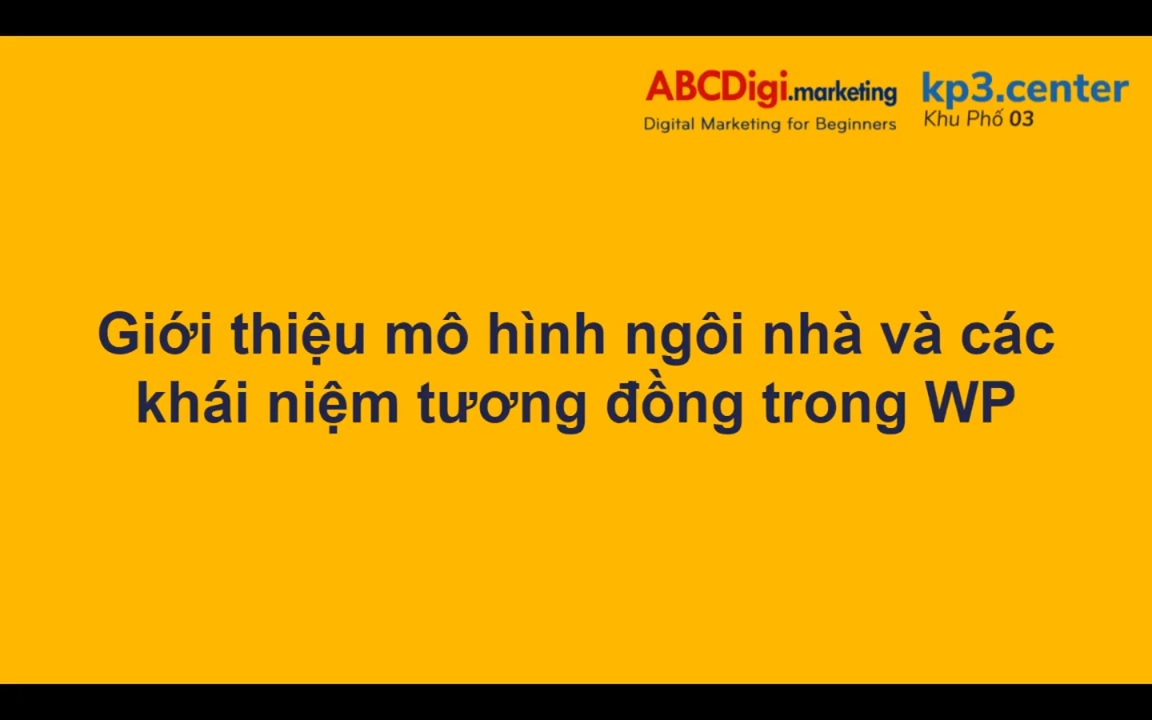 ABCDigi.marketing
Digital Marketing for Beginners
kp3.center
Khu Phố 03
Giới thiệu mô hình ngôi nhà và các
khái niệm tương đồng trong WP